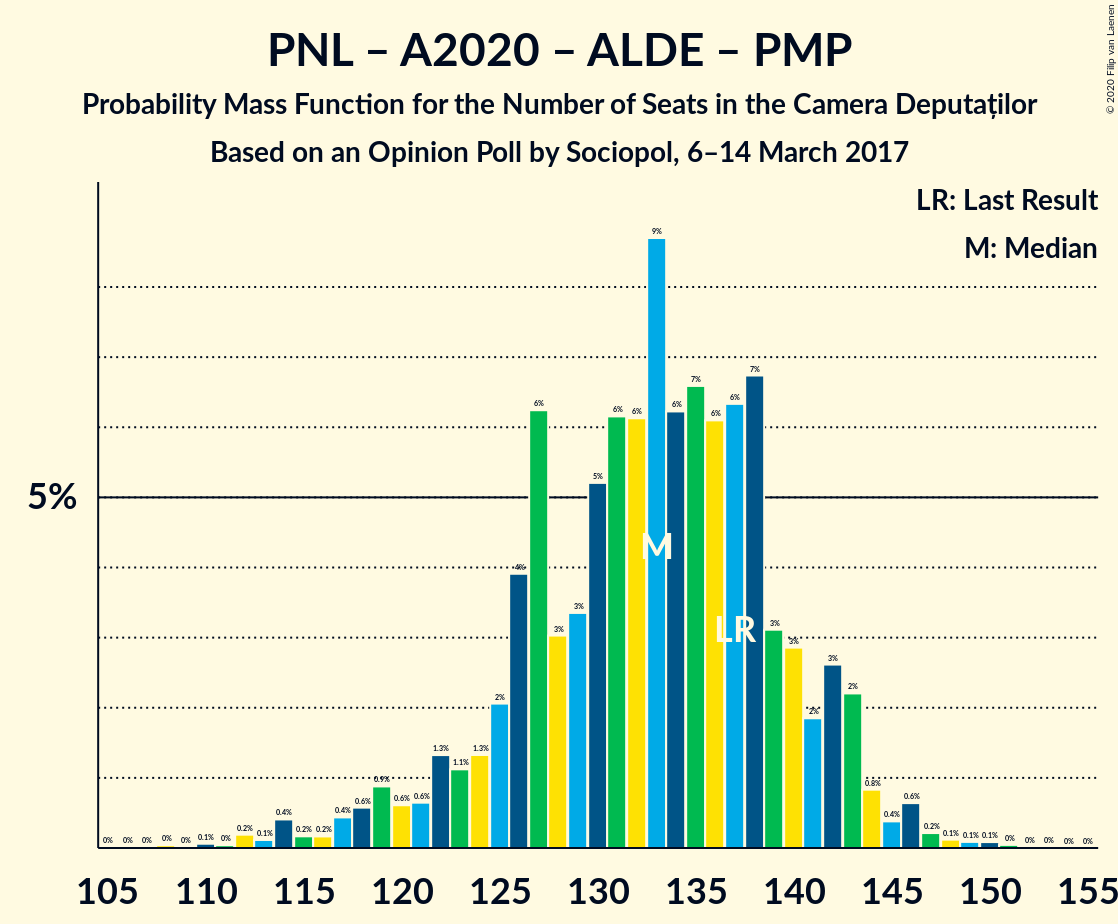 PNL – A2020 – ALDE – PMP
Probability Mass Function for the Number of Seats in the Camera Deputaților
Based on an Opinion Poll by Sociopol, 6–14 March 2017
© 2020 Filip van Laenen
LR: Last Result
M: Median
5%
0% 0% 0% 0% 0% 0.1% 0% 0.2% 0.1% 0.4% 0.2% 0.2% 0.4% 0.6% 0.9% 0.6% 0.6% 1.3% 1.1% 1.3% 2% 4% 6% 3% 3% 5% 6% 6% 9% 6% 7% 6% 6% 7% 3% 3% 2% 3% 2% 0.8% 0.4% 0.6% 0.2% 0.1% 0.1% 0.1% 0% 0% 0% 0% 0%
M
LR
105 110 115 120 125 130 135 140 145 150 155